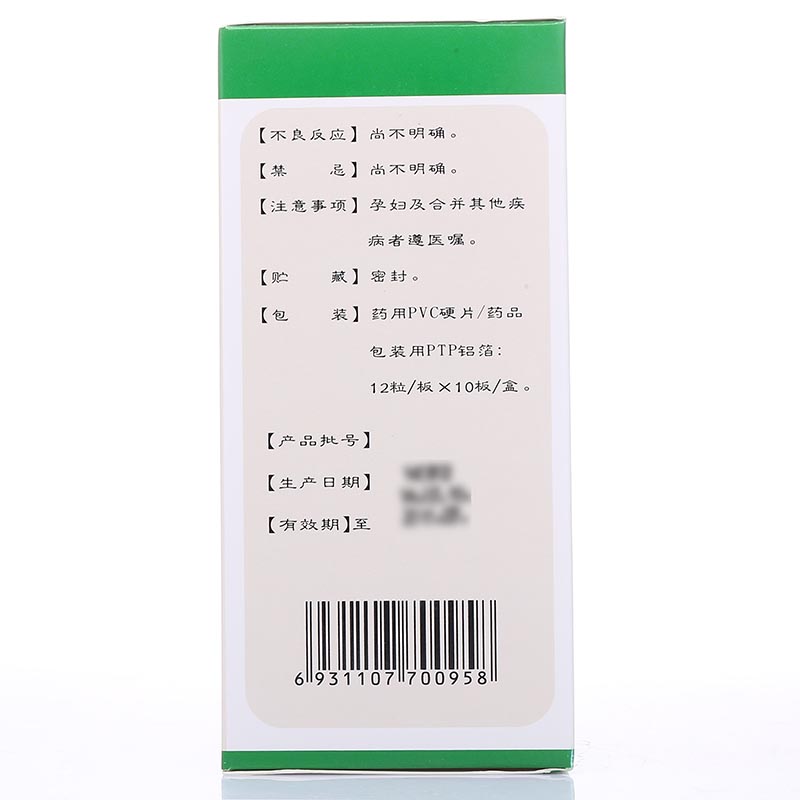 【不良反应】尚不明确。
【禁 忌】尚不明确。
【注意事项】孕妇及合并其他疾
病者遵医嘱。
【贮 藏】密封。
【包 装】药用PVC硬片/药品
包装用PTP铝箔：
12粒/板×10板/盒。
【产品批号】
【生产日期】
【有效期】至
6 931107 700958